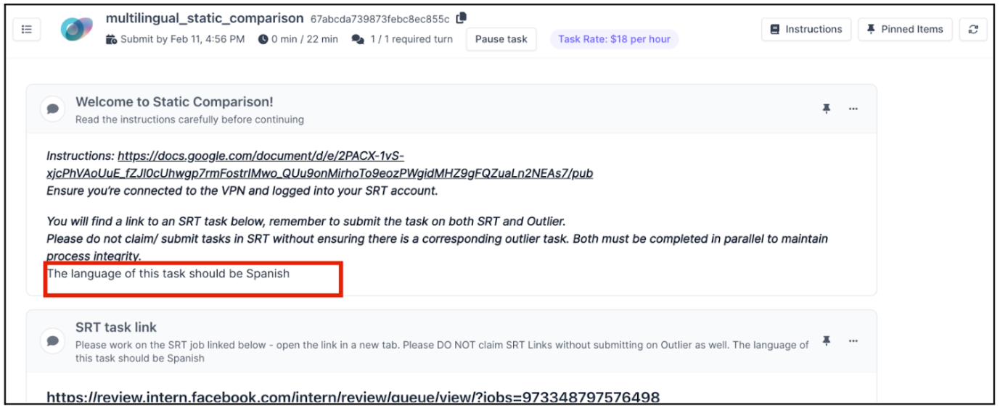 multilingual_static_comparison 67abcda739873febc8ec855c
Submit by Feb 11, 4:56 PM 0 min / 22 min 1 / 1 required turn Pause task Task Rate: $18 per hour Instructions Pinned Items
Welcome to Static Comparison!
Read the instructions carefully before continuing
Instructions: https://docs.google.com/document/d/e/2PACX-1vS-
xjcPhVAoUuE_fZJl0cUhwgp7rmFostrIMwo_QUu9onMirhoTo9eozPWgidMHZ9gFQZuaLn2NEAs7/pub
Ensure you're connected to the VPN and logged into your SRT account.
You will find a link to an SRT task below, remember to submit the task on both SRT and Outlier.
Please do not claim/ submit tasks in SRT without ensuring there is a corresponding outlier task. Both must be completed in parallel to maintain
process integrity.
The language of this task should be Spanish
SRT task link
Please work on the SRT job linked below - open the link in a new tab. Please DO NOT claim SRT Links without submitting on Outlier as well. The language of
this task should be Spanish
https://review.intern.facebook.com/intern/review/queue/view/?jobs=973348797576498